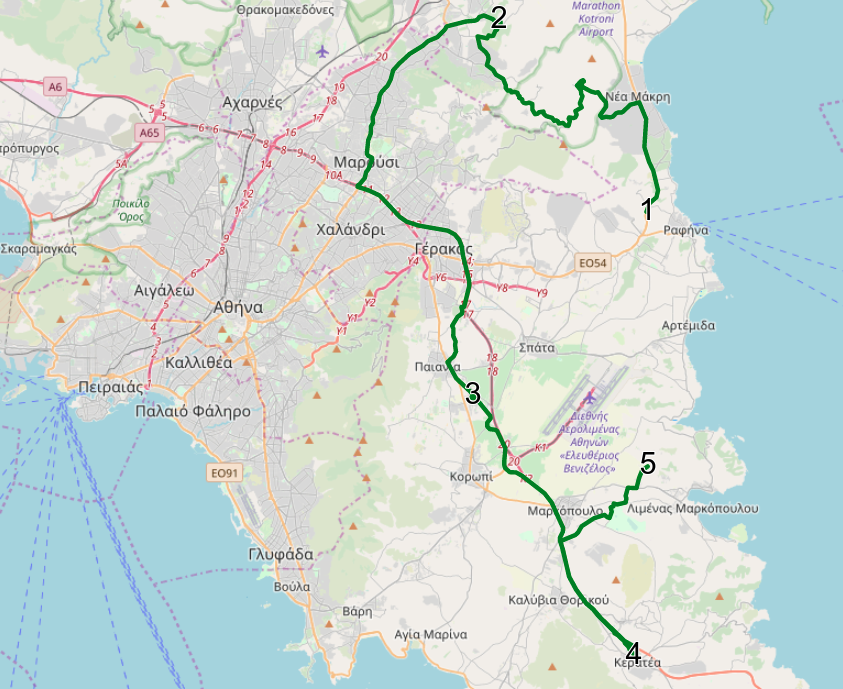 Θρακομακεδόνες
Marathon
Kotroni
Airport
2
20
19
18
17
16
A6
Αχαρνές
Νέα Μάκρη
5
5
A65
6
6
7
8
8
9
9
10A
14
Μαρούσι
5A
12
1
Ποικίλο
Όρος
Χαλάνδρι
Ραφήνα
Σκαραμαγκάς
Γέρακας
Y4
Y6
Y8
Y9
EO54
Αιγάλεω
Αθήνα
Y2
Y1
Y1
17
Αρτέμιδα
Σπάτα
18
18
Καλλιθέα
Παιανία
Πειραιάς
Παλαιό Φάληρο
3
Διεθνής
Αερολιμένας
Αθηνών
«Ελευθέριος
Βενιζέλος»
K1
20
5
EO91
Κορωπί
Μαρκόπουλο
Λιμένας Μαρκόπουλου
Γλυφάδα
Βούλα
Καλύβια Θορικού
Βάρη
Αγία Μαρίνα
4
Κερατέα